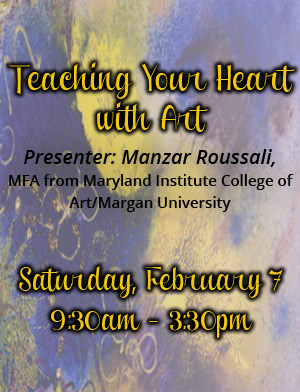 Teaching Your Heart
with Art
Presenter: Manzar Roussali,
MFA from Maryland Institute College of
Art/Margan University
Saturday, February 7
9:30am - 3:30pm